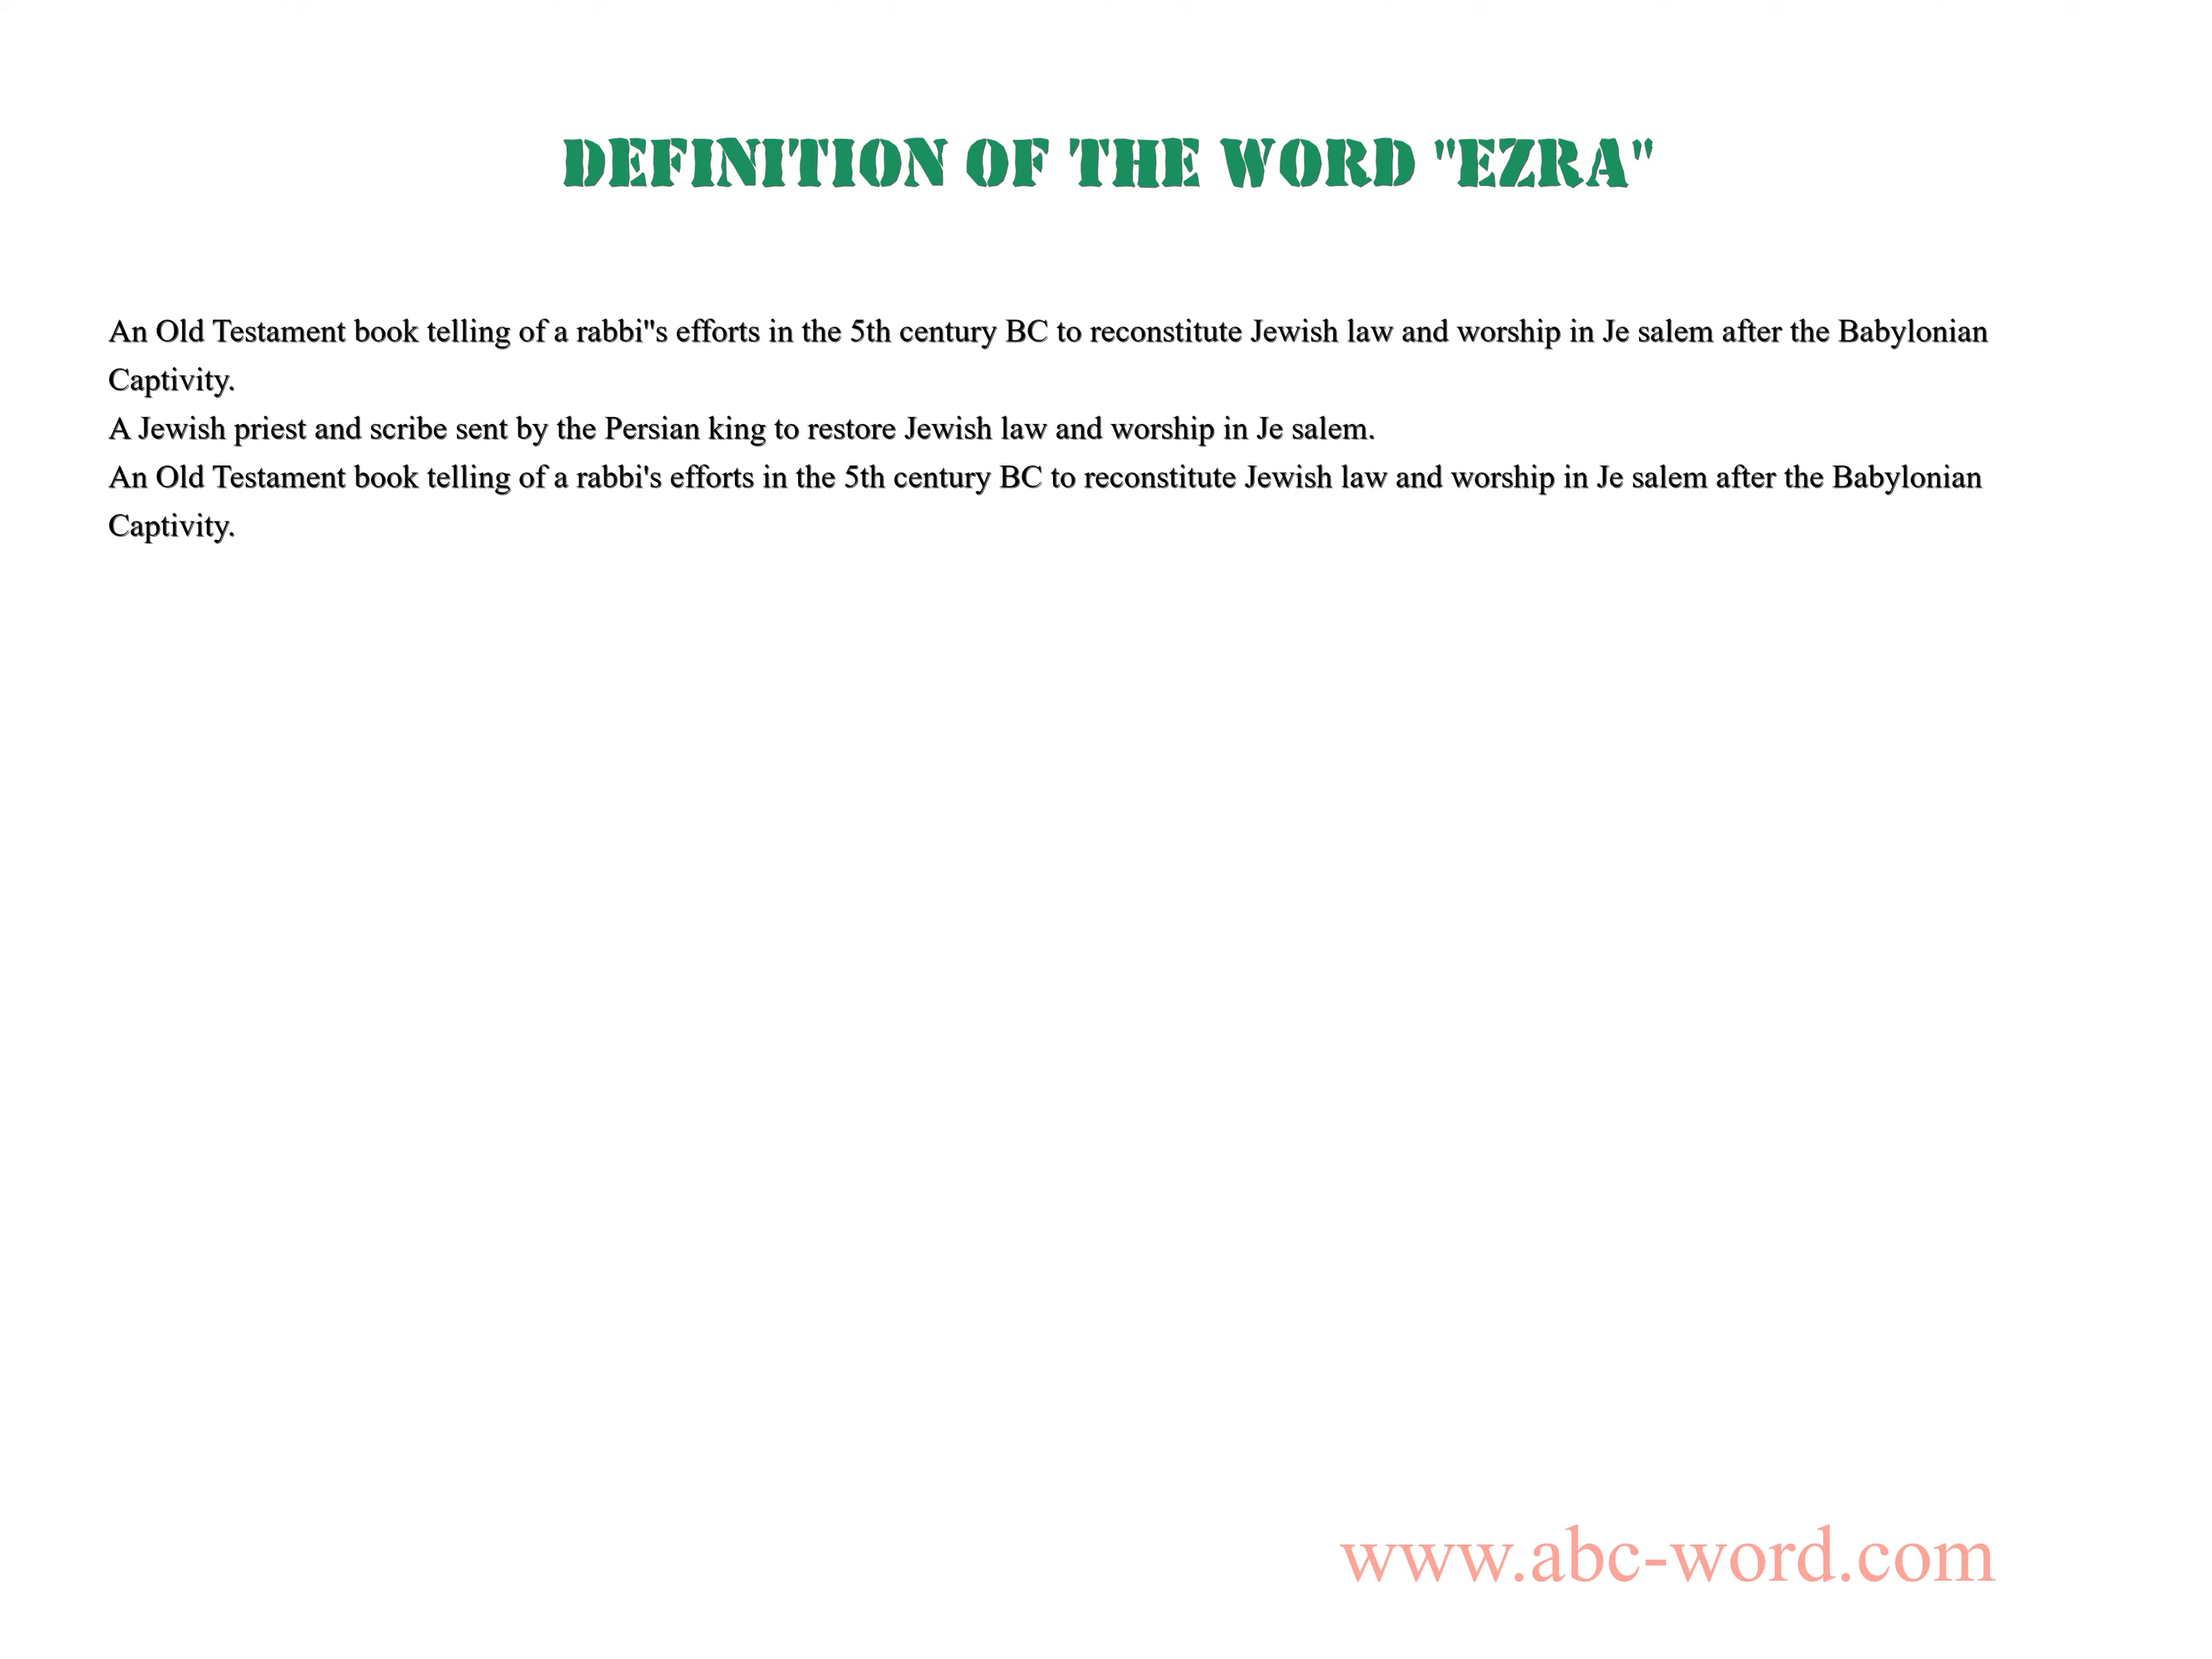 DEFINITION OF THE WORD "EZRA"
An Old Testament book telling of a rabbi"s efforts in the 5th century BC to reconstitute Jewish law and worship in Je salem after the Babylonian
Captivity.
A Jewish priest and scribe sent by the Persian king to restore Jewish law and worship in Je salem.
An Old Testament book telling of a rabbi's efforts in the 5th century BC to reconstitute Jewish law and worship in Je salem after the Babylonian
Captivity.
www.abc-word.com